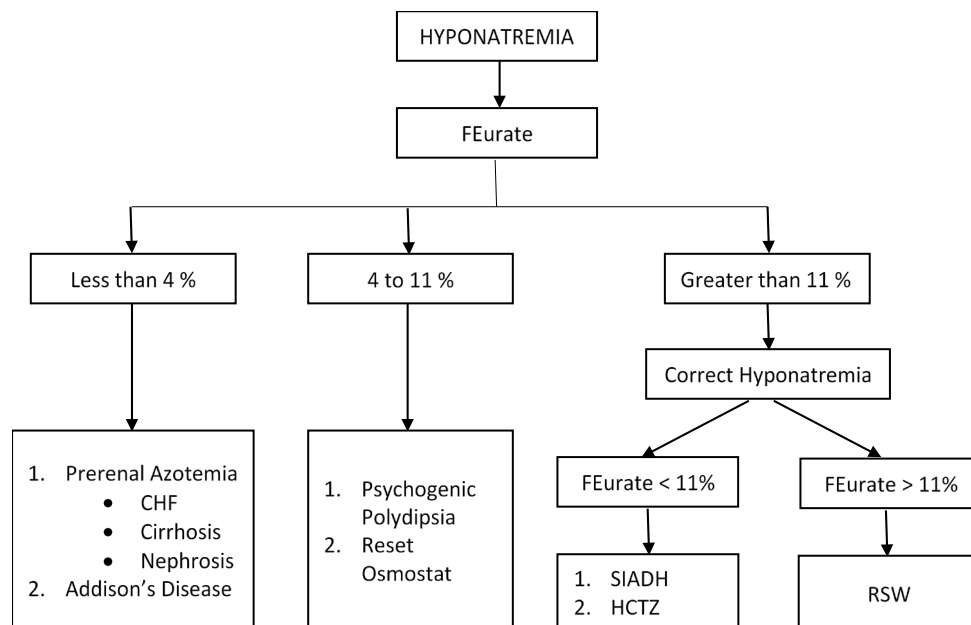 HYPONATREMIA
FEurate
Less than 4 %
4 to 11 %
Greater than 11 %
Correct Hyponatremia
1. Prerenal Azotemia
• CHF
• Cirrhosis
• Nephrosis
2. Addison’s Disease
1. Psychogenic
Polydipsia
2. Reset
Osmostat
FEurate < 11%
FEurate > 11%
1. SIADH
2. HCTZ
RSW